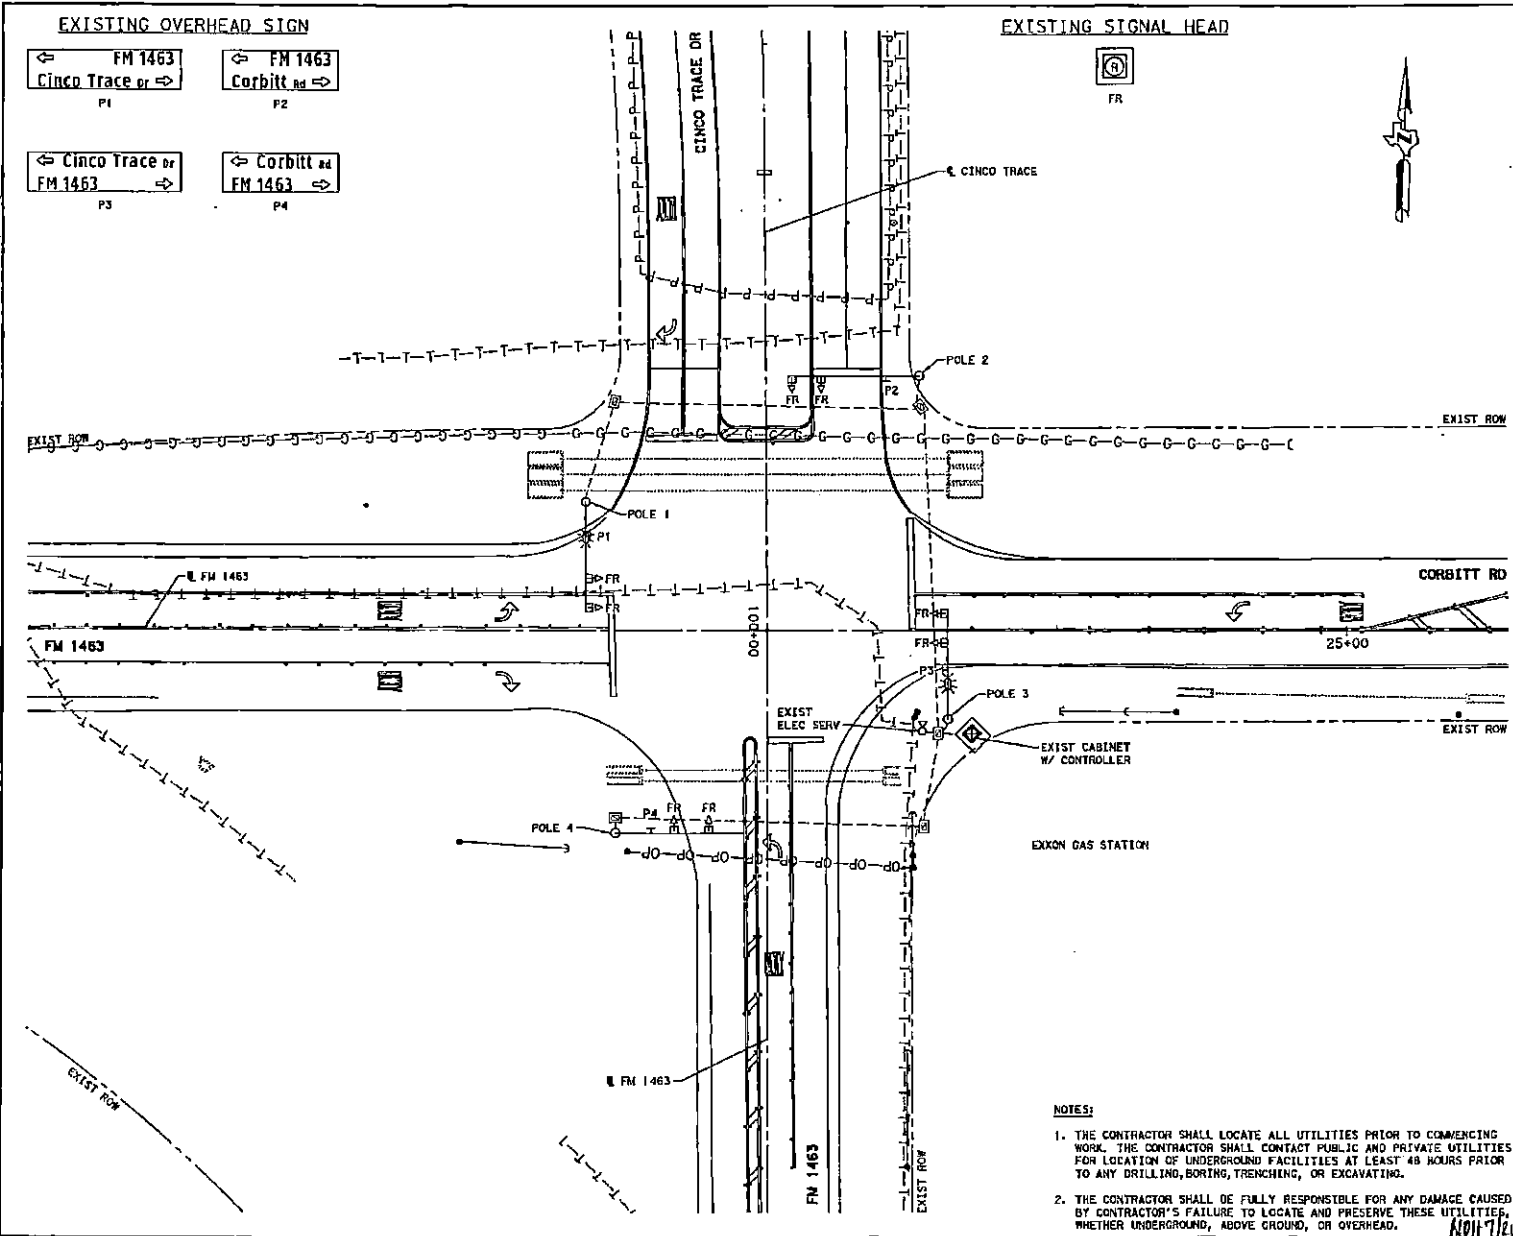 EXISTING OVERHEAD SIGN
EXISTING SIGNAL HEAD
⇦ FM 1463
Cinco Trace Dr ⇨
P1
⇦ FM 1463
Corbitt Rd ⇨
P2
⇦ Cinco Trace Dr
FM 1463 ⇨
P3
⇦ Corbitt Rd
FM 1463 ⇨
P4
R
FR
N
CINCO TRACE DR
℄ CINCO TRACE
POLE 2
P2
FR FR
EXIST ROW
EXIST ROW
POLE 1
P1
FR
FR
℄ FM 1463
FM 1463
CORBITT RD
FR
FR
25+00
100+00
P3
POLE 3
EXIST
ELEC SERV
EXIST ROW
EXIST CABINET
W/ CONTROLLER
P4 FR FR
POLE 4
EXXON GAS STATION
℄ FM 1463
EXIST ROW
FM 1463
EXIST ROW
NOTES:
1. THE CONTRACTOR SHALL LOCATE ALL UTILITIES PRIOR TO COMMENCING
WORK. THE CONTRACTOR SHALL CONTACT PUBLIC AND PRIVATE UTILITIES
FOR LOCATION OF UNDERGROUND FACILITIES AT LEAST 48 HOURS PRIOR
TO ANY DRILLING, BORING, TRENCHING, OR EXCAVATING.
2. THE CONTRACTOR SHALL BE FULLY RESPONSIBLE FOR ANY DAMAGE CAUSED
BY CONTRACTOR'S FAILURE TO LOCATE AND PRESERVE THESE UTILITIES,
WHETHER UNDERGROUND, ABOVE GROUND, OR OVERHEAD.